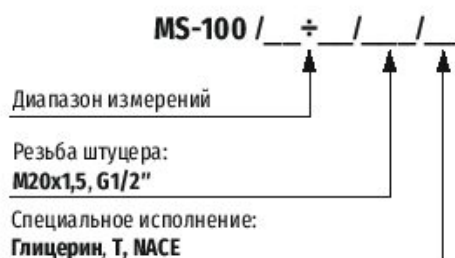 MS-100 /__÷__/___/__
Диапазон измерений
Резьба штуцера:
M20x1,5, G1/2"
Специальное исполнение:
Глицерин, Т, NACE